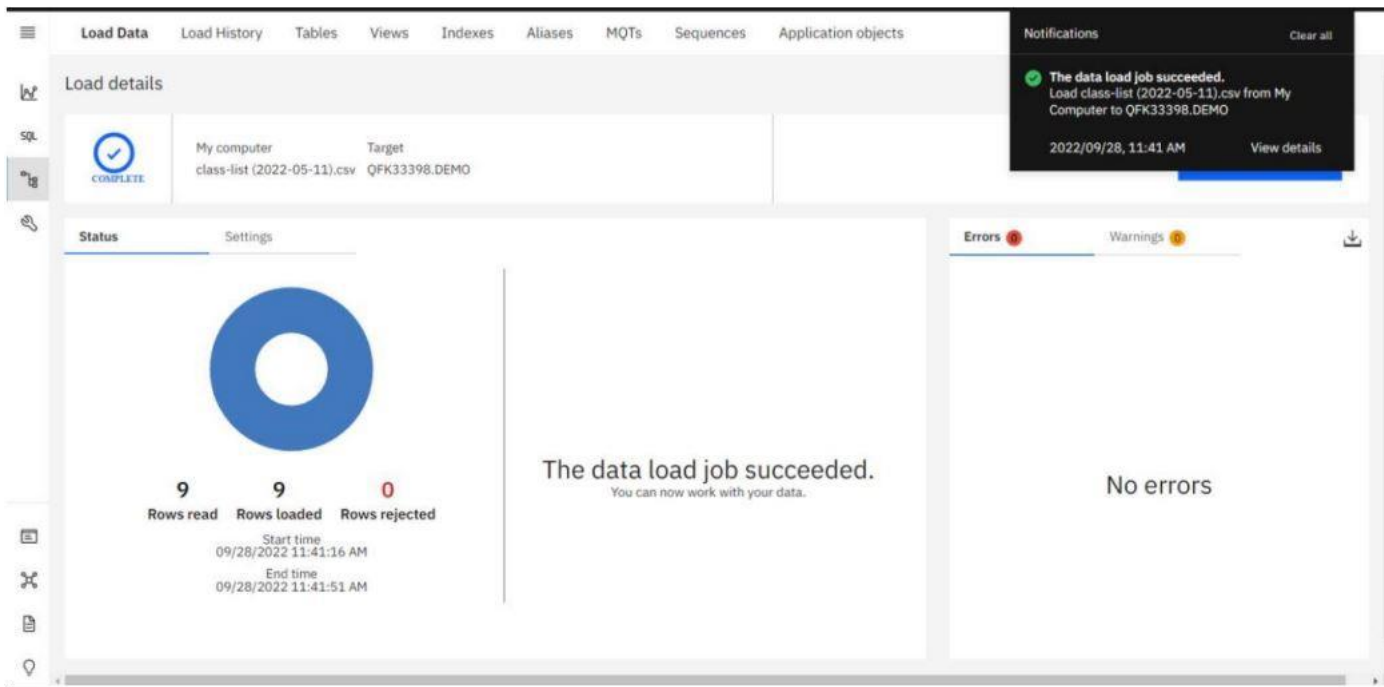 Load Data Load History Tables Views Indexes Aliases MQTs Sequences Application objects
Notifications Clear all
The data load job succeeded.
Load class-list (2022-05-11).csv from My
Computer to QFK33398.DEMO
2022/09/28, 11:41 AM View details
Load details
SQL
COMPLETE
My computer Target
class-list (2022-05-11).csv QFK33398.DEMO
Status Settings
Errors 0 Warnings 0
9 9 0
Rows read Rows loaded Rows rejected
Start time
09/28/2022 11:41:16 AM
End time
09/28/2022 11:41:51 AM
The data load job succeeded.
You can now work with your data.
No errors